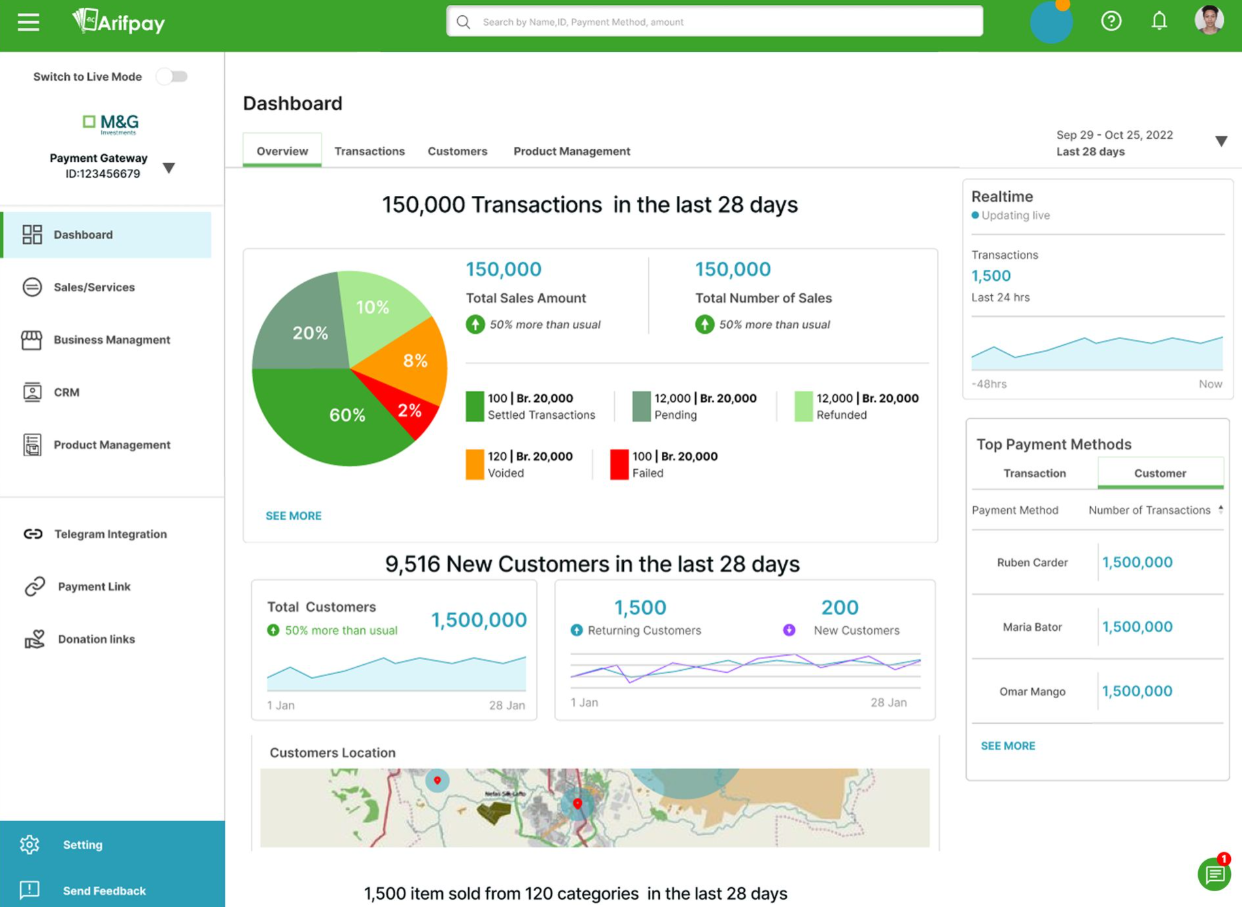 Arifpay
Search by Name,ID, Payment Method, amount
Switch to Live Mode
M&G
Investments
Payment Gateway
ID:123456679
Dashboard
Sales/Services
Business Managment
CRM
Product Management
Telegram Integration
Payment Link
Donation links
Setting
Send Feedback
Dashboard
Overview
Transactions
Customers
Product Management
Sep 29 - Oct 25, 2022
Last 28 days
150,000 Transactions in the last 28 days
10%
20%
8%
2%
60%
150,000
Total Sales Amount
50% more than usual
150,000
Total Number of Sales
50% more than usual
100 | Br. 20,000
Settled Transactions
12,000 | Br. 20,000
Pending
12,000 | Br. 20,000
Refunded
120 | Br. 20,000
Voided
100 | Br. 20,000
Failed
SEE MORE
9,516 New Customers in the last 28 days
Total Customers
50% more than usual
1,500,000
1 Jan
28 Jan
1,500
Returning Customers
200
New Customers
1 Jan
28 Jan
Customers Location
1,500 item sold from 120 categories in the last 28 days
Realtime
Updating live
Transactions
1,500
Last 24 hrs
-48hrs
Now
Top Payment Methods
Transaction
Customer
Payment Method
Number of Transactions
Ruben Carder
1,500,000
Maria Bator
1,500,000
Omar Mango
1,500,000
SEE MORE
1